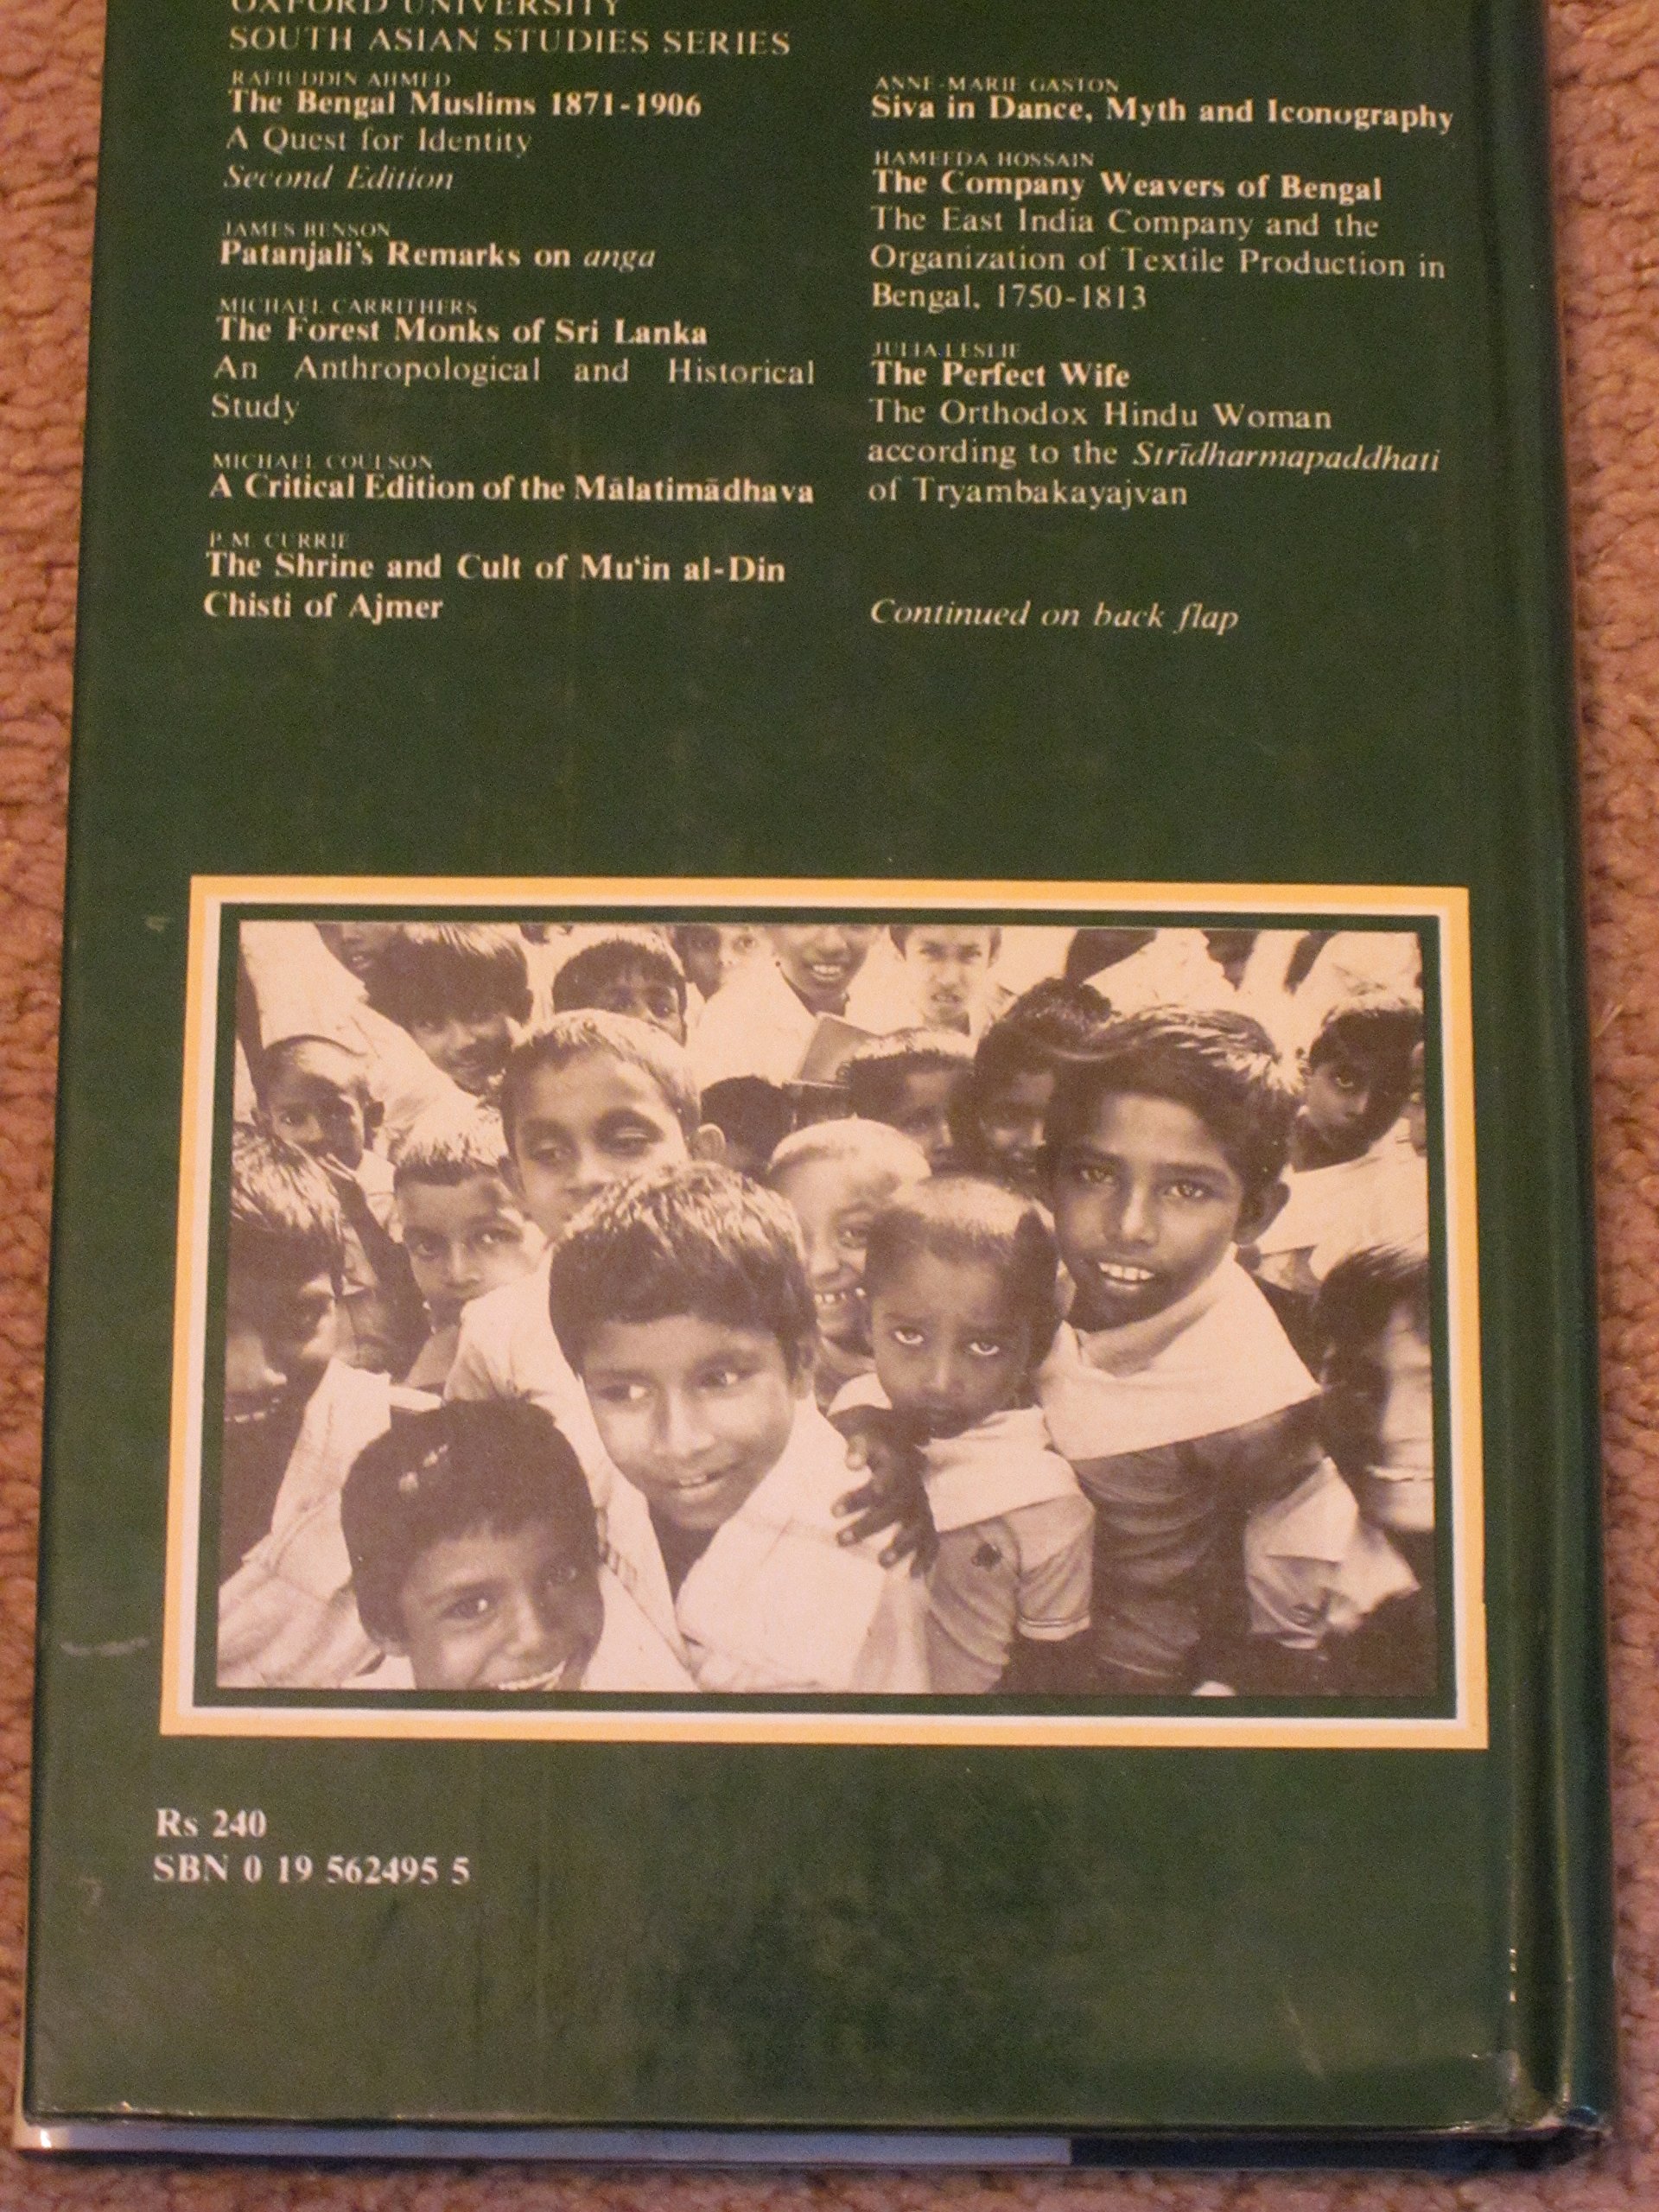 OXFORD UNIVERSITY
SOUTH ASIAN STUDIES SERIES
RAFIUDDIN AHMED
The Bengal Muslims 1871-1906
A Quest for Identity
Second Edition
JAMES BENSON
Patanjali's Remarks on anga
MICHAEL CARRITHERS
The Forest Monks of Sri Lanka
An Anthropological and Historical
Study
MICHAEL COULSON
A Critical Edition of the Mālatimādhava
P.M. CURRIE
The Shrine and Cult of Mu‘in al-Din
Chisti of Ajmer
ANNE-MARIE GASTON
Siva in Dance, Myth and Iconography
HAMEEDA HOSSAIN
The Company Weavers of Bengal
The East India Company and the
Organization of Textile Production in
Bengal, 1750-1813
JULIA LESLIE
The Perfect Wife
The Orthodox Hindu Woman
according to the Strīdharmapaddhati
of Tryambakayajvan
Continued on back flap
Rs 240
SBN 0 19 562495 5